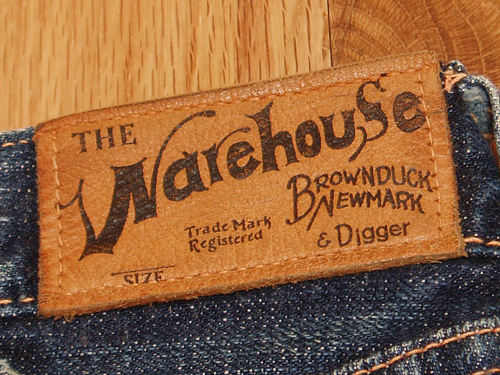 THE
Warehouse
BROWNDUCK
NEWMARK
& Digger
Trade-Mark
Registered
SIZE